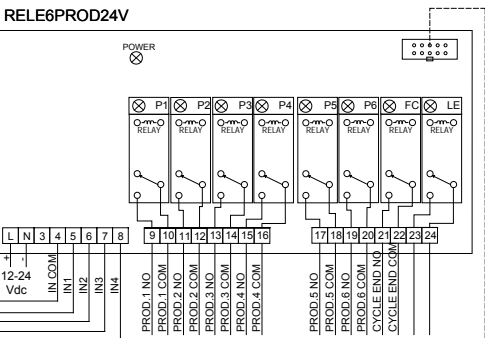 RELE6PROD24V
POWER
P1 P2 P3 P4 P5 P6 FC LE
RELAY RELAY RELAY RELAY RELAY RELAY RELAY RELAY
L N 3 4 5 6 7 8 9 10 11 12 13 14 15 16 17 18 19 20 21 22 23 24
+ -
12-24
Vdc
IN COM
IN1
IN2
IN3
IN4
PROD.1 NO
PROD.1 COM
PROD.2 NO
PROD.2 COM
PROD.3 NO
PROD.3 COM
PROD.4 NO
PROD.4 COM
PROD.5 NO
PROD.5 COM
PROD.6 NO
PROD.6 COM
CYCLE END NO
CYCLE END COM